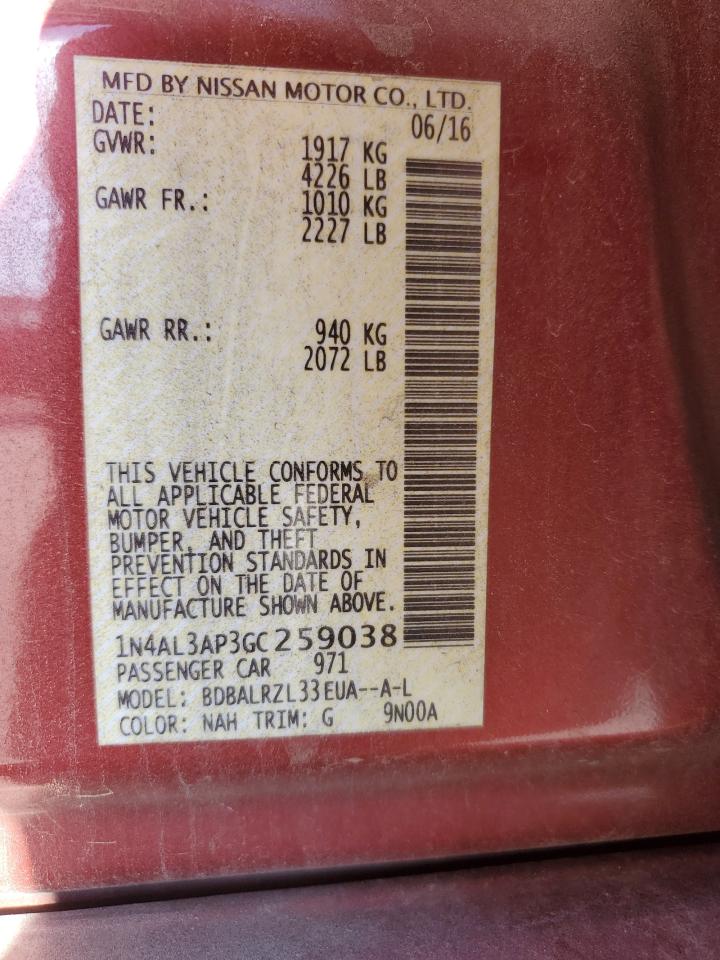 MFD BY NISSAN MOTOR CO., LTD.
DATE: 06/16
GVWR: 1917 KG
4226 LB
GAWR FR.: 1010 KG
2227 LB
GAWR RR.: 940 KG
2072 LB
THIS VEHICLE CONFORMS TO
ALL APPLICABLE FEDERAL
MOTOR VEHICLE SAFETY,
BUMPER, AND THEFT
PREVENTION STANDARDS IN
EFFECT ON THE DATE OF
MANUFACTURE SHOWN ABOVE.
1N4AL3AP3GC259038
PASSENGER CAR 971
MODEL: BDBALRZL33EUA--A-L
COLOR: NAH TRIM: G 9N00A